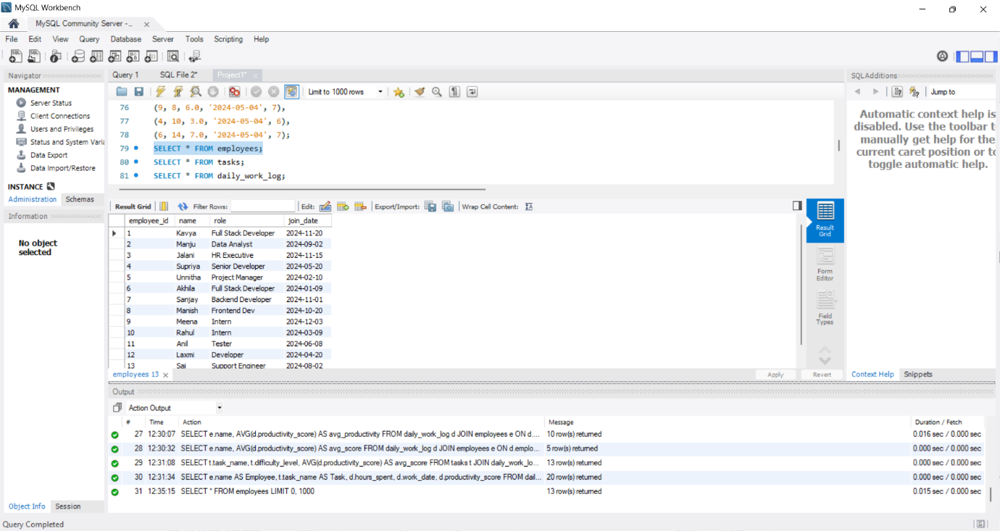 MySQL Workbench
MySQL Community Server -...
File Edit View Query Database Server Tools Scripting Help
Navigator
MANAGEMENT
Server Status
Client Connections
Users and Privileges
Status and System Varia
Data Export
Data Import/Restore
INSTANCE
Administration Schemas
Information
No object
selected
Object Info Session
Query 1 SQL File 2* Project1*
Limit to 1000 rows
76 (9, 8, 6.0, '2024-05-04', 7),
77 (4, 10, 3.0, '2024-05-04', 6),
78 (6, 14, 7.0, '2024-05-04', 7);
79 SELECT * FROM employees;
80 SELECT * FROM tasks;
81 SELECT * FROM daily_work_log;
Result Grid Filter Rows: Edit: Export/Import: Wrap Cell Content:
employee_id name role join_date
1 Kavya Full Stack Developer 2024-11-20
2 Manju Data Analyst 2024-09-02
3 Jalani HR Executive 2024-11-15
4 Supriya Senior Developer 2024-05-20
5 Unnitha Project Manager 2024-02-10
6 Akhila Full Stack Developer 2024-01-09
7 Sanjay Backend Developer 2024-11-01
8 Manish Frontend Dev 2024-10-20
9 Meena Intern 2024-12-03
10 Rahul Intern 2024-03-09
11 Anil Tester 2024-06-08
12 Laxmi Developer 2024-04-20
13 Sai Support Engineer 2024-08-02
Result
Grid
Form
Editor
Field
Types
employees 13 Apply Revert
SQLAdditions
Jump to
Automatic context help is
disabled. Use the toolbar t
manually get help for the
current caret position or to
toggle automatic help.
Context Help Snippets
Output
Action Output
# Time Action Message Duration / Fetch
27 12:30:07 SELECT e.name, AVG(d.productivity_score) AS avg_productivity FROM daily_work_log d JOIN employees e ON d.... 10 row(s) returned 0.016 sec / 0.000 sec
28 12:30:32 SELECT e.name, AVG(d.productivity_score) AS avg_score FROM daily_work_log d JOIN employees e ON d.emplo... 5 row(s) returned 0.000 sec / 0.000 sec
29 12:31:08 SELECT t.task_name, t.difficulty_level, AVG(d.productivity_score) AS avg_score FROM tasks t JOIN daily_work_lo... 13 row(s) returned 0.000 sec / 0.000 sec
30 12:31:34 SELECT e.name AS Employee, t.task_name AS Task, d.hours_spent, d.work_date, d.productivity_score FROM dail... 20 row(s) returned 0.000 sec / 0.000 sec
31 12:35:15 SELECT * FROM employees LIMIT 0, 1000 13 row(s) returned 0.015 sec / 0.000 sec
Query Completed